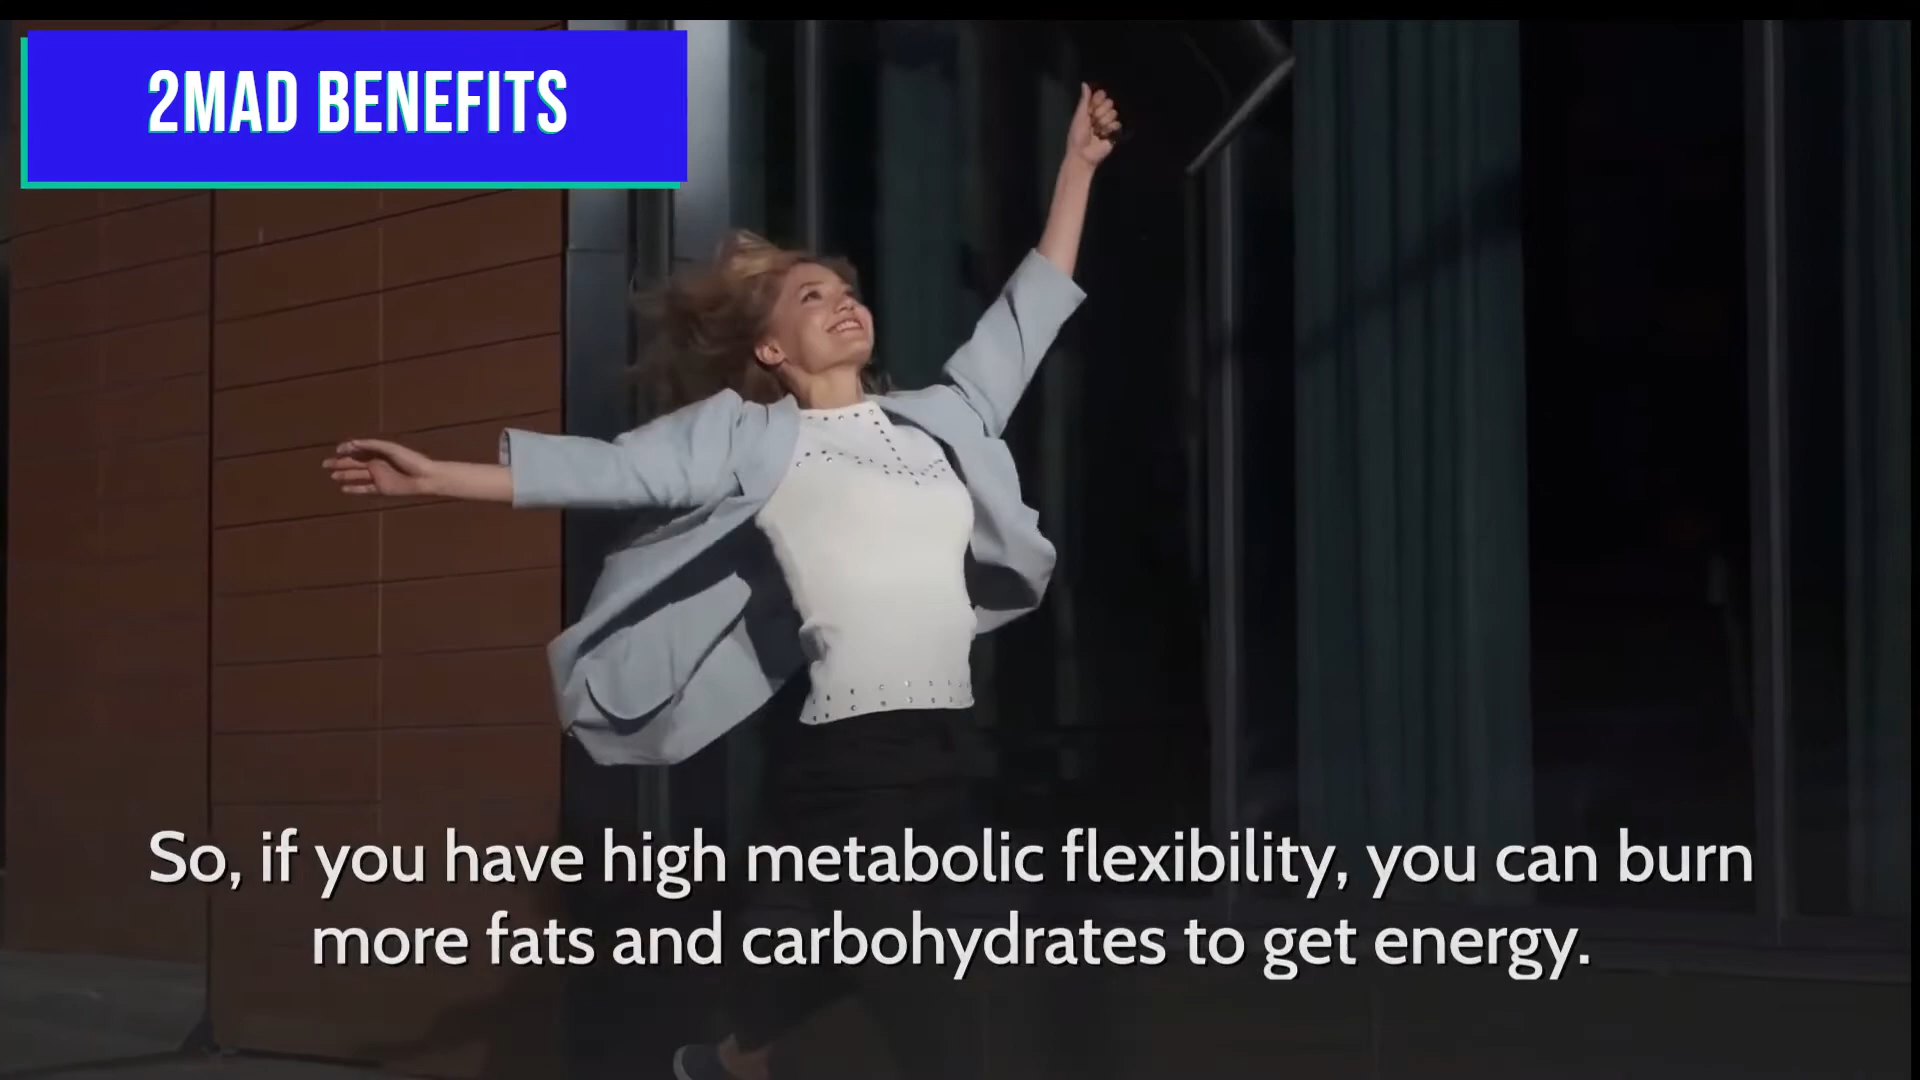 2MAD BENEFITS
So, if you have high metabolic flexibility, you can burn
more fats and carbohydrates to get energy.